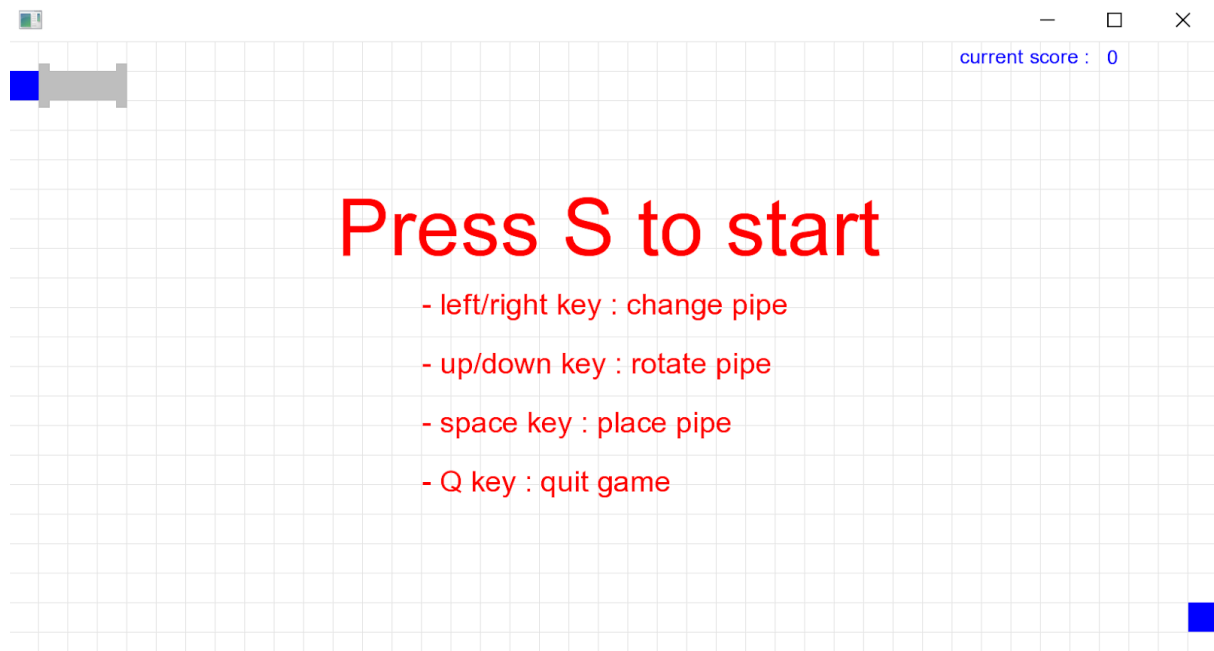 current score : 0
Press S to start
- left/right key : change pipe
- up/down key : rotate pipe
- space key : place pipe
- Q key : quit game